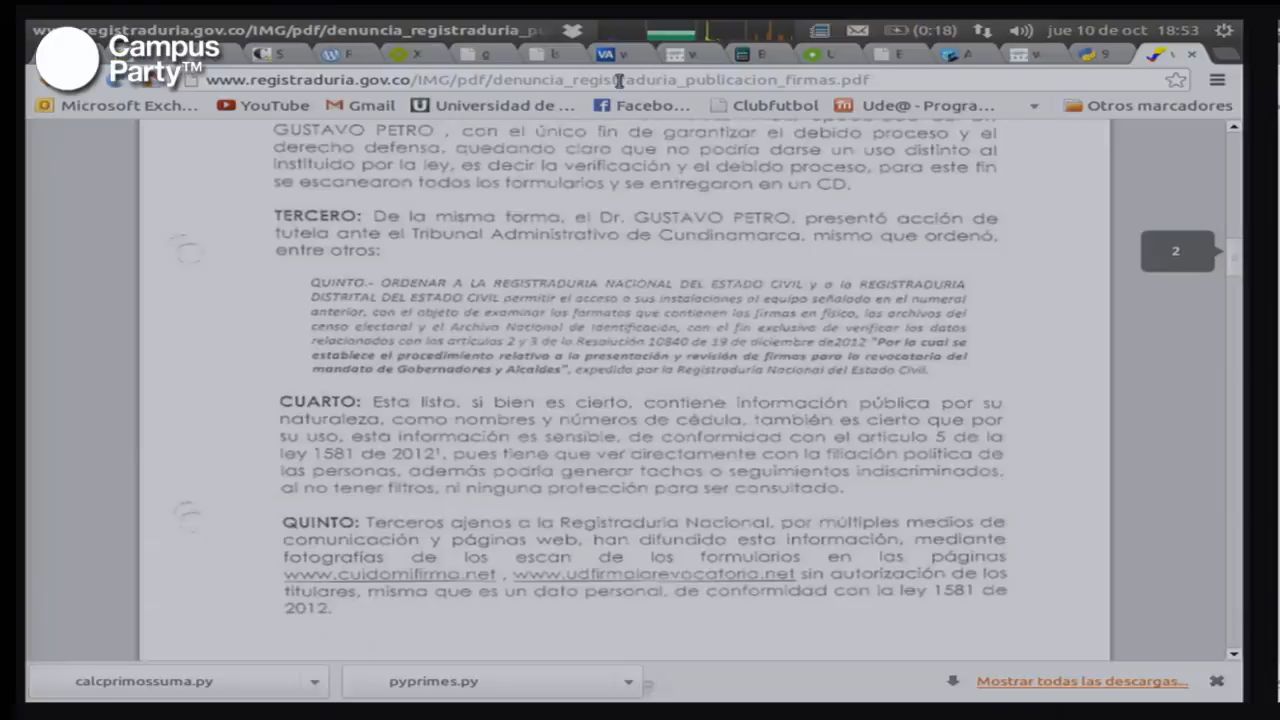 www.registraduria.gov.co/IMG/pdf/denuncia_registraduria_pu
(0:18) jue 10 de oct 18:53
Campus
Party™
S F X g VA v B U E A v 9
www.registraduria.gov.co/IMG/pdf/denuncia_registraduria_publicacion_firmas.pdf
Microsoft Exch... YouTube Gmail Universidad de ... Facebo... Clubfutbol Ude@ - Progra... Otros marcadores
GUSTAVO PETRO , con el único fin de garantizar el debido proceso y el
derecho defensa, quedando claro que no podría darse un uso distinto al
instituido por la ley, es decir la verificación y el debido proceso, para este fin
se escanearon todos los formularios y se entregaron en un CD.
TERCERO: De la misma forma, el Dr. GUSTAVO PETRO, presentó acción de
tutela ante el Tribunal Administrativo de Cundinamarca, mismo que ordenó,
entre otros:
2
QUINTO.- ORDENAR A LA REGISTRADURIA NACIONAL DEL ESTADO CIVIL y a la REGISTRADURIA
DISTRITAL DEL ESTADO CIVIL permitir el acceso a sus instalaciones al equipo señalado en el numeral
anterior, con el objeto de examinar los formatos que contienen las firmas en físico, los archivos del
censo electoral y el Archivo Nacional de Identificación, con el fin exclusivo de verificar los datos
relacionados con los artículos 2 y 3 de la Resolución 10840 de 19 de diciembre de2012 "Por la cual se
establece el procedimiento relativo a la presentación y revisión de firmas para la revocatoria del
mandato de Gobernadores y Alcaldes", expedida por la Registraduría Nacional del Estado Civil.
CUARTO: Esta lista, si bien es cierto, contiene información pública por su
naturaleza, como nombres y números de cédula, también es cierto que por
su uso, esta información es sensible, de conformidad con el articulo 5 de la
ley 1581 de 2012¹, pues tiene que ver directamente con la filiación política de
las personas, además podría generar tachas o seguimientos indiscriminados,
al no tener filtros, ni ninguna protección para ser consultado.
QUINTO: Terceros ajenos a la Registraduría Nacional, por múltiples medios de
comunicación y páginas web, han difundido esta información, mediante
fotografías de los escan de los formularios en las páginas
www.cuidomifirma.net , www.udfirmolarevocatoria.net sin autorización de los
titulares, misma que es un dato personal, de conformidad con la ley 1581 de
2012.
calcprimossuma.py pyprimes.py Mostrar todas las descargas...